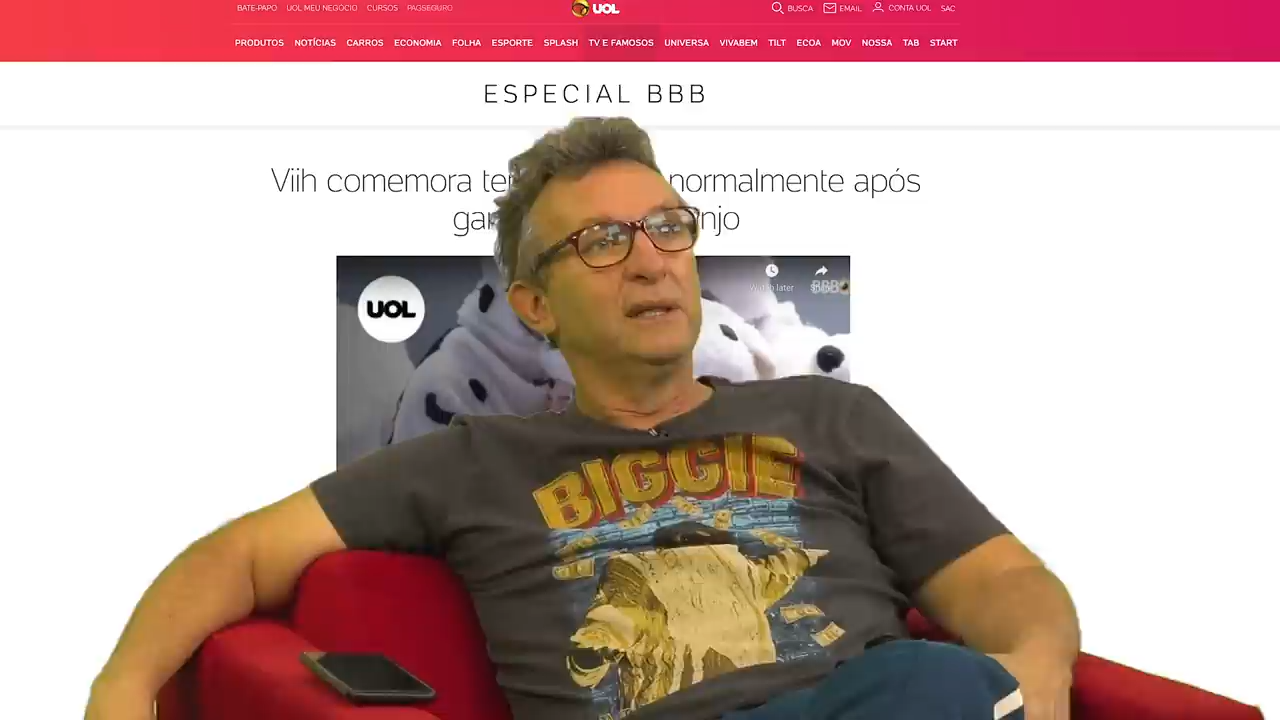 BATE-PAPO UOL MEU NEGÓCIO CURSOS PAGSEGURO UOL BUSCA EMAIL CONTA UOL SAC
PRODUTOS NOTÍCIAS CARROS ECONOMIA FOLHA ESPORTE SPLASH TV E FAMOSOS UNIVERSA VIVABEM TILT ECOA MOV NOSSA TAB START
ESPECIAL BBB
Viih comemora normalmente após
UOL
Watch later
BBB
BIGGIE